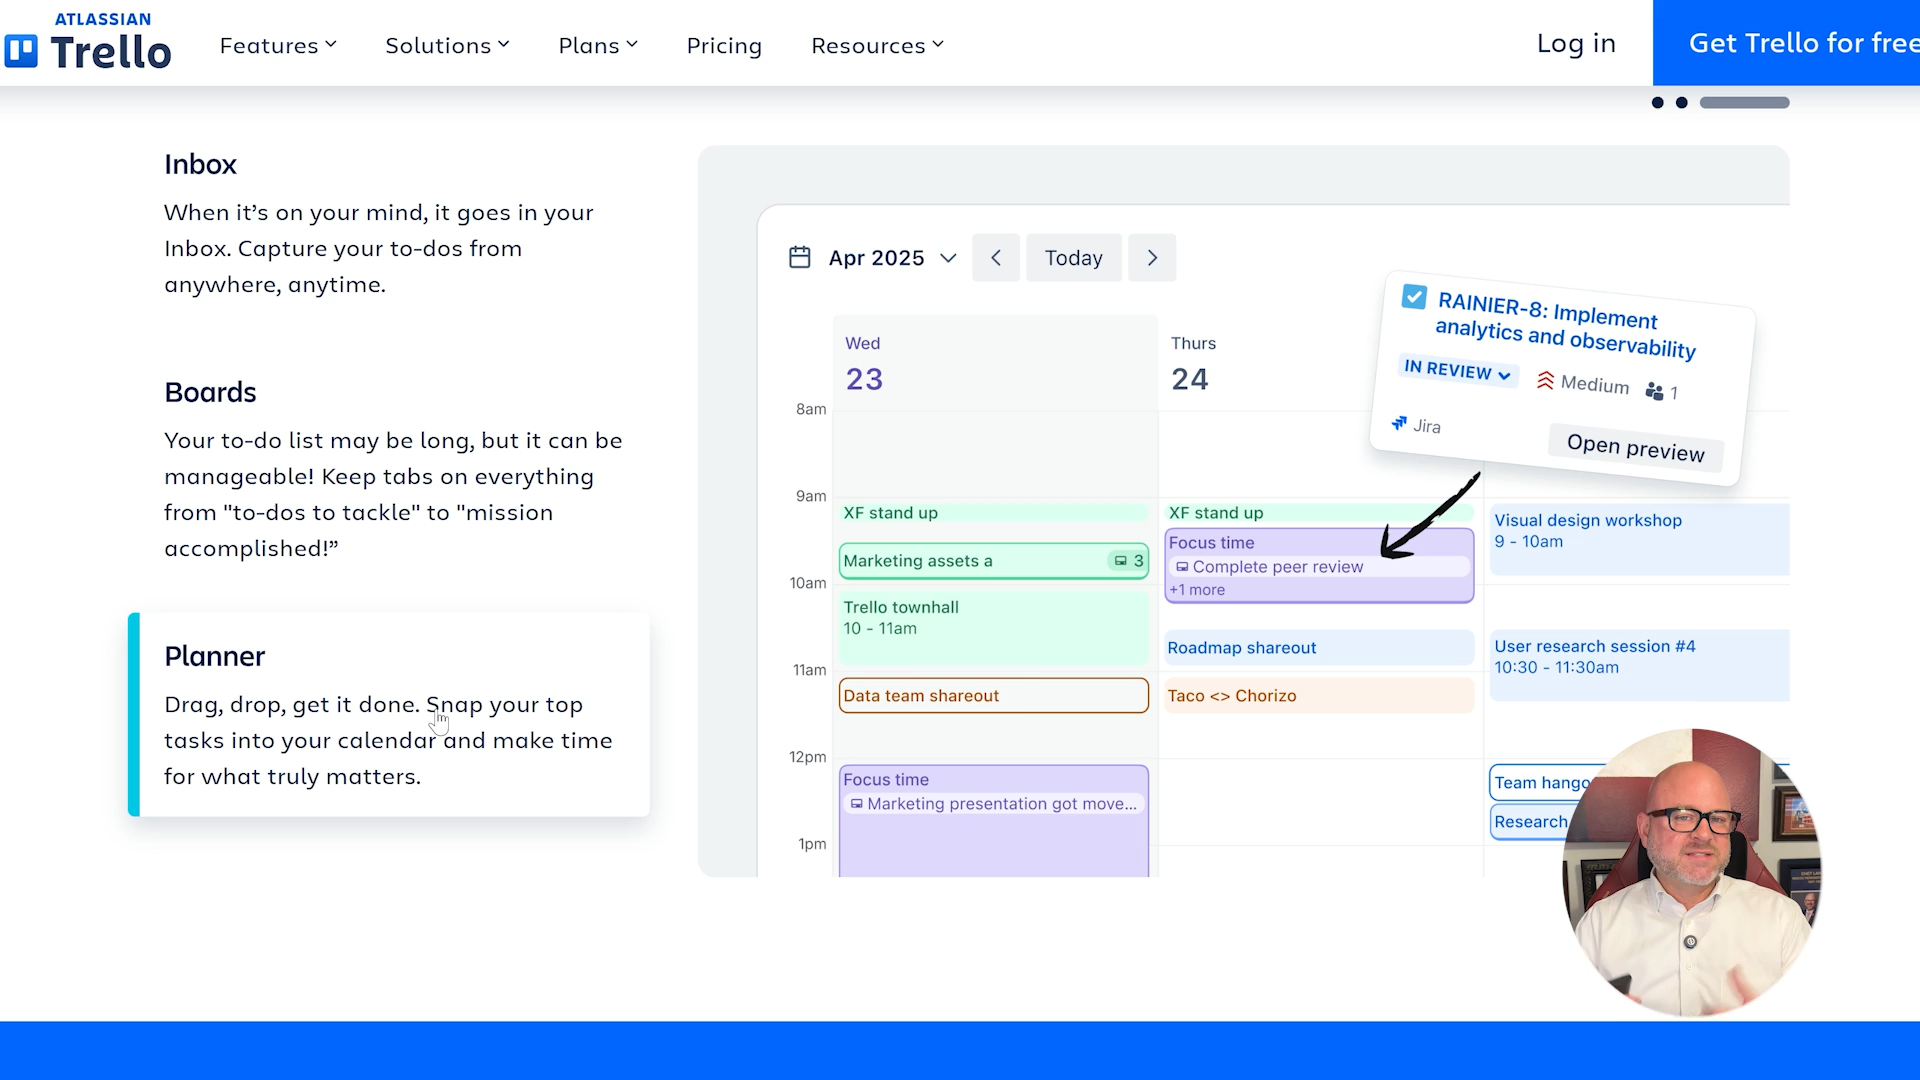 ATLASSIAN
Trello
Features
Solutions
Plans
Pricing
Resources
Log in
Get Trello for free
Inbox
When it’s on your mind, it goes in your
Inbox. Capture your to-dos from
anywhere, anytime.
Boards
Your to-do list may be long, but it can be
manageable! Keep tabs on everything
from "to-dos to tackle" to "mission
accomplished!”
Planner
Drag, drop, get it done. Snap your top
tasks into your calendar and make time
for what truly matters.
Apr 2025
Today
Wed
23
Thurs
24
8am
9am
10am
11am
12pm
1pm
XF stand up
Marketing assets a
3
Trello townhall
10 - 11am
Data team shareout
Focus time
Marketing presentation got move...
XF stand up
Focus time
Complete peer review
+1 more
Roadmap shareout
Taco <> Chorizo
RAINIER-8: Implement
analytics and observability
IN REVIEW
Medium
1
Jira
Open preview
Visual design workshop
9 - 10am
User research session #4
10:30 - 11:30am
Team hango
Research